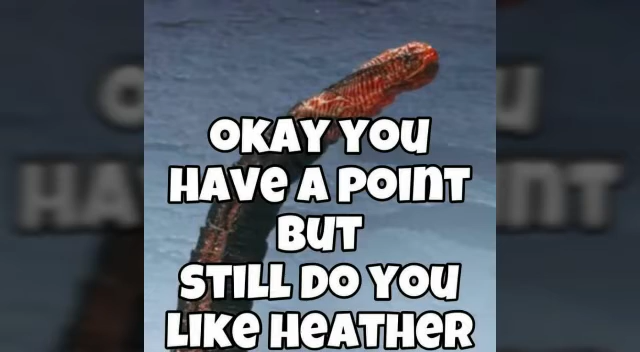 OKAY YOU
HAVE A POINT
BUT
STILL DO YOU
LIKE HEATHER